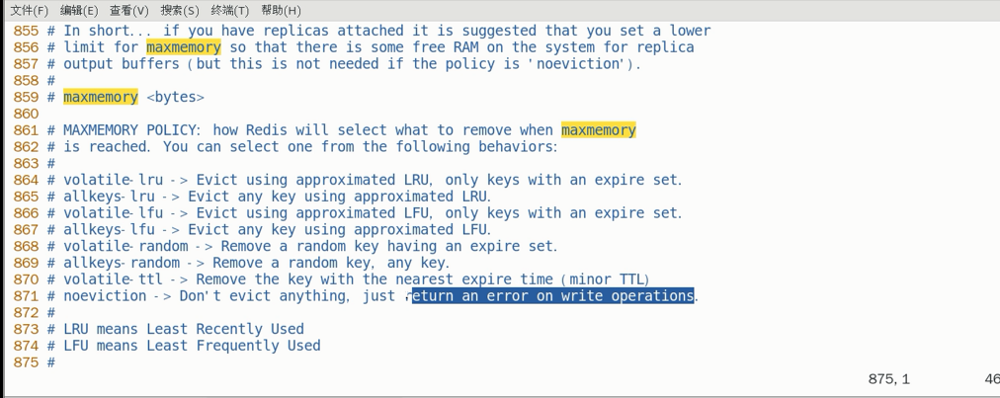 文件(F) 编辑(E) 查看(V) 搜索(S) 终端(T) 帮助(H)
855 # In short... if you have replicas attached it is suggested that you set a lower
856 # limit for maxmemory so that there is some free RAM on the system for replica
857 # output buffers (but this is not needed if the policy is 'noeviction').
858 #
859 # maxmemory <bytes>
860
861 # MAXMEMORY POLICY: how Redis will select what to remove when maxmemory
862 # is reached. You can select one from the following behaviors:
863 #
864 # volatile-lru -> Evict using approximated LRU, only keys with an expire set.
865 # allkeys-lru -> Evict any key using approximated LRU.
866 # volatile-lfu -> Evict using approximated LFU, only keys with an expire set.
867 # allkeys-lfu -> Evict any key using approximated LFU.
868 # volatile-random -> Remove a random key having an expire set.
869 # allkeys-random -> Remove a random key, any key.
870 # volatile-ttl -> Remove the key with the nearest expire time (minor TTL)
871 # noeviction -> Don't evict anything, just return an error on write operations.
872 #
873 # LRU means Least Recently Used
874 # LFU means Least Frequently Used
875 #
875,1 46